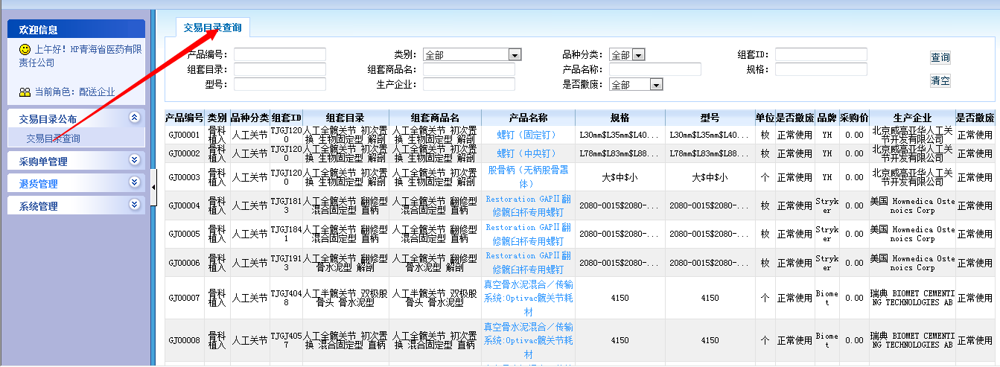 欢迎信息
上午好！HP青海省医药有限
责任公司
当前角色：配送企业
交易目录公布
交易目录查询
采购单管理
退货管理
系统管理
交易目录查询
产品编号： 类别： 全部 品种分类： 全部 组套ID： 查询
组套目录： 组套商品名： 产品名称： 规格：
型号： 生产企业： 是否撤废： 全部 清空
产品编号 类别 品种分类 组套ID 组套目录 组套商品名 产品名称 规格 型号 单位 是否撤废 品牌 采购价 生产企业 是否撤废
GJ00001 骨科植入 人工关节 TJGJ1200 人工全髋关节 初次置换 生物固定型 解剖 人工全髋关节 初次置换 生物固定型 解剖 螺钉（固定钉） L30mm$L35mm$L40... L30mm$L35mm$L40... 枚 正常使用 YH 0.00 北京威高亚华人工关节开发有限公司 正常使用
GJ00002 骨科植入 人工关节 TJGJ1200 人工全髋关节 初次置换 生物固定型 解剖 人工全髋关节 初次置换 生物固定型 解剖 螺钉（中央钉） L78mm$L83mm$L88... L78mm$L83mm$L88... 枚 正常使用 YH 0.00 北京威高亚华人工关节开发有限公司 正常使用
GJ00003 骨科植入 人工关节 TJGJ1200 人工全髋关节 初次置换 生物固定型 解剖 人工全髋关节 初次置换 生物固定型 解剖 股骨柄（无柄股骨置体） 大$中$小 大$中$小 个 正常使用 YH 0.00 北京威高亚华人工关节开发有限公司 正常使用
GJ00004 骨科植入 人工关节 TJGJ1813 人工全髋关节 翻修型 混合固定型 直柄 人工全髋关节 翻修型 混合固定型 直柄 Restoration GAPII翻修髋臼杯专用螺钉 2080-0015$2080-... 2080-0015$2080-... 枚 正常使用 Stryker 0.00 美国 Howmedica Osteonics Corp 正常使用
GJ00005 骨科植入 人工关节 TJGJ1841 人工全髋关节 翻修型 混合固定型 直柄 人工全髋关节 翻修型 混合固定型 直柄 Restoration GAPII翻修髋臼杯专用螺钉 2080-0015$2080-... 2080-0015$2080-... 枚 正常使用 Stryker 0.00 美国 Howmedica Osteonics Corp 正常使用
GJ00006 骨科植入 人工关节 TJGJ1913 人工全髋关节 翻修型 骨水泥型 解剖 人工全髋关节 翻修型 骨水泥型 解剖 Restoration GAPII翻修髋臼杯专用螺钉 2080-0015$2080-... 2080-0015$2080-... 枚 正常使用 Stryker 0.00 美国 Howmedica Osteonics Corp 正常使用
GJ00007 骨科植入 人工关节 TJGJ4048 人工半髋关节 双极股骨头 骨水泥型 人工半髋关节 双极股骨头 骨水泥型 真空骨水泥混合／传输系统:Optivac髋关节耗材 4150 4150 个 正常使用 Biomet 0.00 瑞典 BIOMET CEMENTING TECHNOLOGIES AB 正常使用
GJ00008 骨科植入 人工关节 TJGJ4057 人工全髋关节 初次置换 混合固定型 直柄 人工全髋关节 初次置换 混合固定型 直柄 真空骨水泥混合／传输系统:Optivac髋关节耗材 4150 4150 个 正常使用 Biomet 0.00 瑞典 BIOMET CEMENTING TECHNOLOGIES AB 正常使用